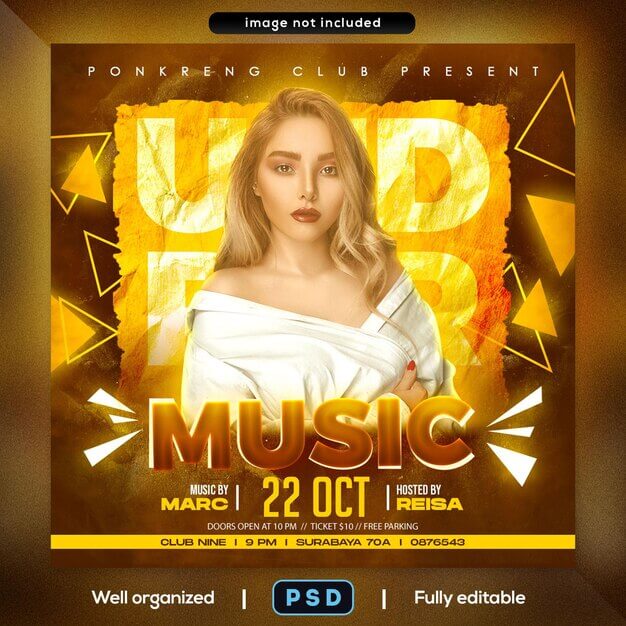 image not included
PONKRENG CLUB PRESENT
MUSIC
MUSIC BY
MARC
22 OCT
HOSTED BY
REISA
DOORS OPEN AT 10 PM // TICKET $10 // FREE PARKING
CLUB NINE I 9 PM I SURABAYA 70A I 0876543
Well organized | PSD | Fully editable